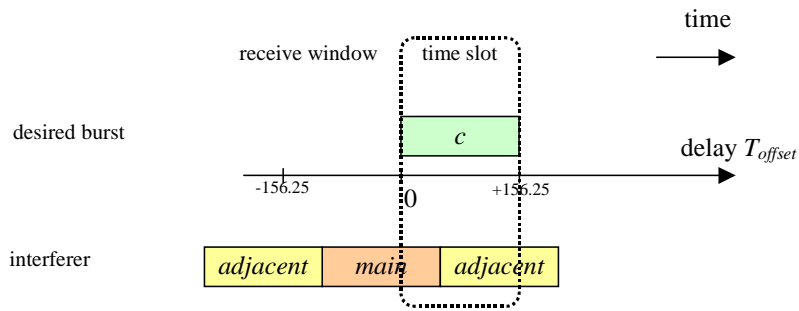 time
receive window
time slot
desired burst
c
delay T_offset
-156.25
0
+156.25
interferer
adjacent
main
adjacent